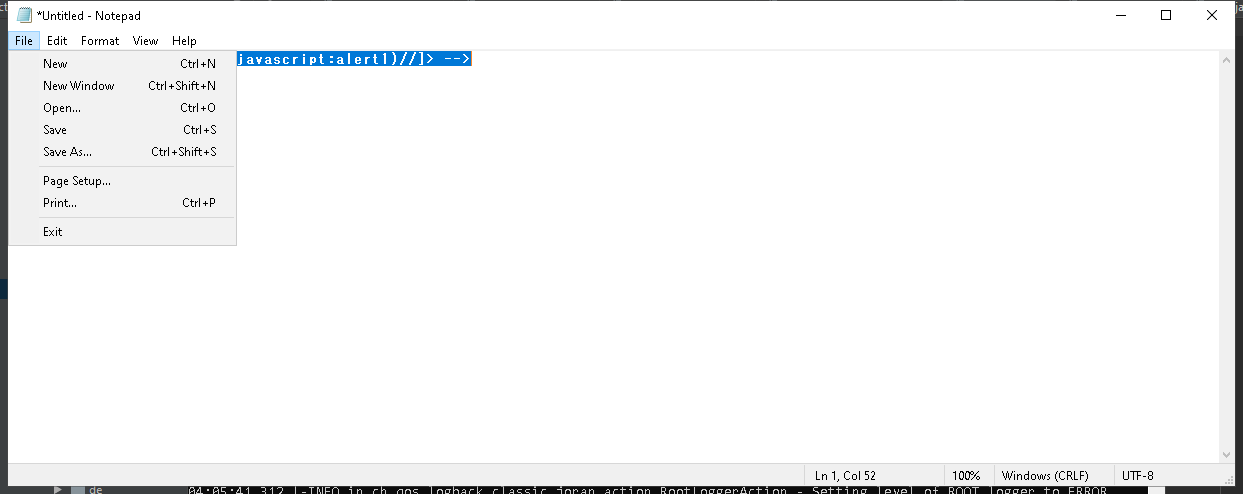 *Untitled - Notepad
File Edit Format View Help
javascript:alert1)//]> -->
New Ctrl+N
New Window Ctrl+Shift+N
Open... Ctrl+O
Save Ctrl+S
Save As... Ctrl+Shift+S
Page Setup...
Print... Ctrl+P
Exit
Ln 1, Col 52 100% Windows (CRLF) UTF-8
de 04:05:41,312 |-INFO in ch.qos.logback.classic.joran.action.RootLoggerAction - Setting level of ROOT logger to ERROR